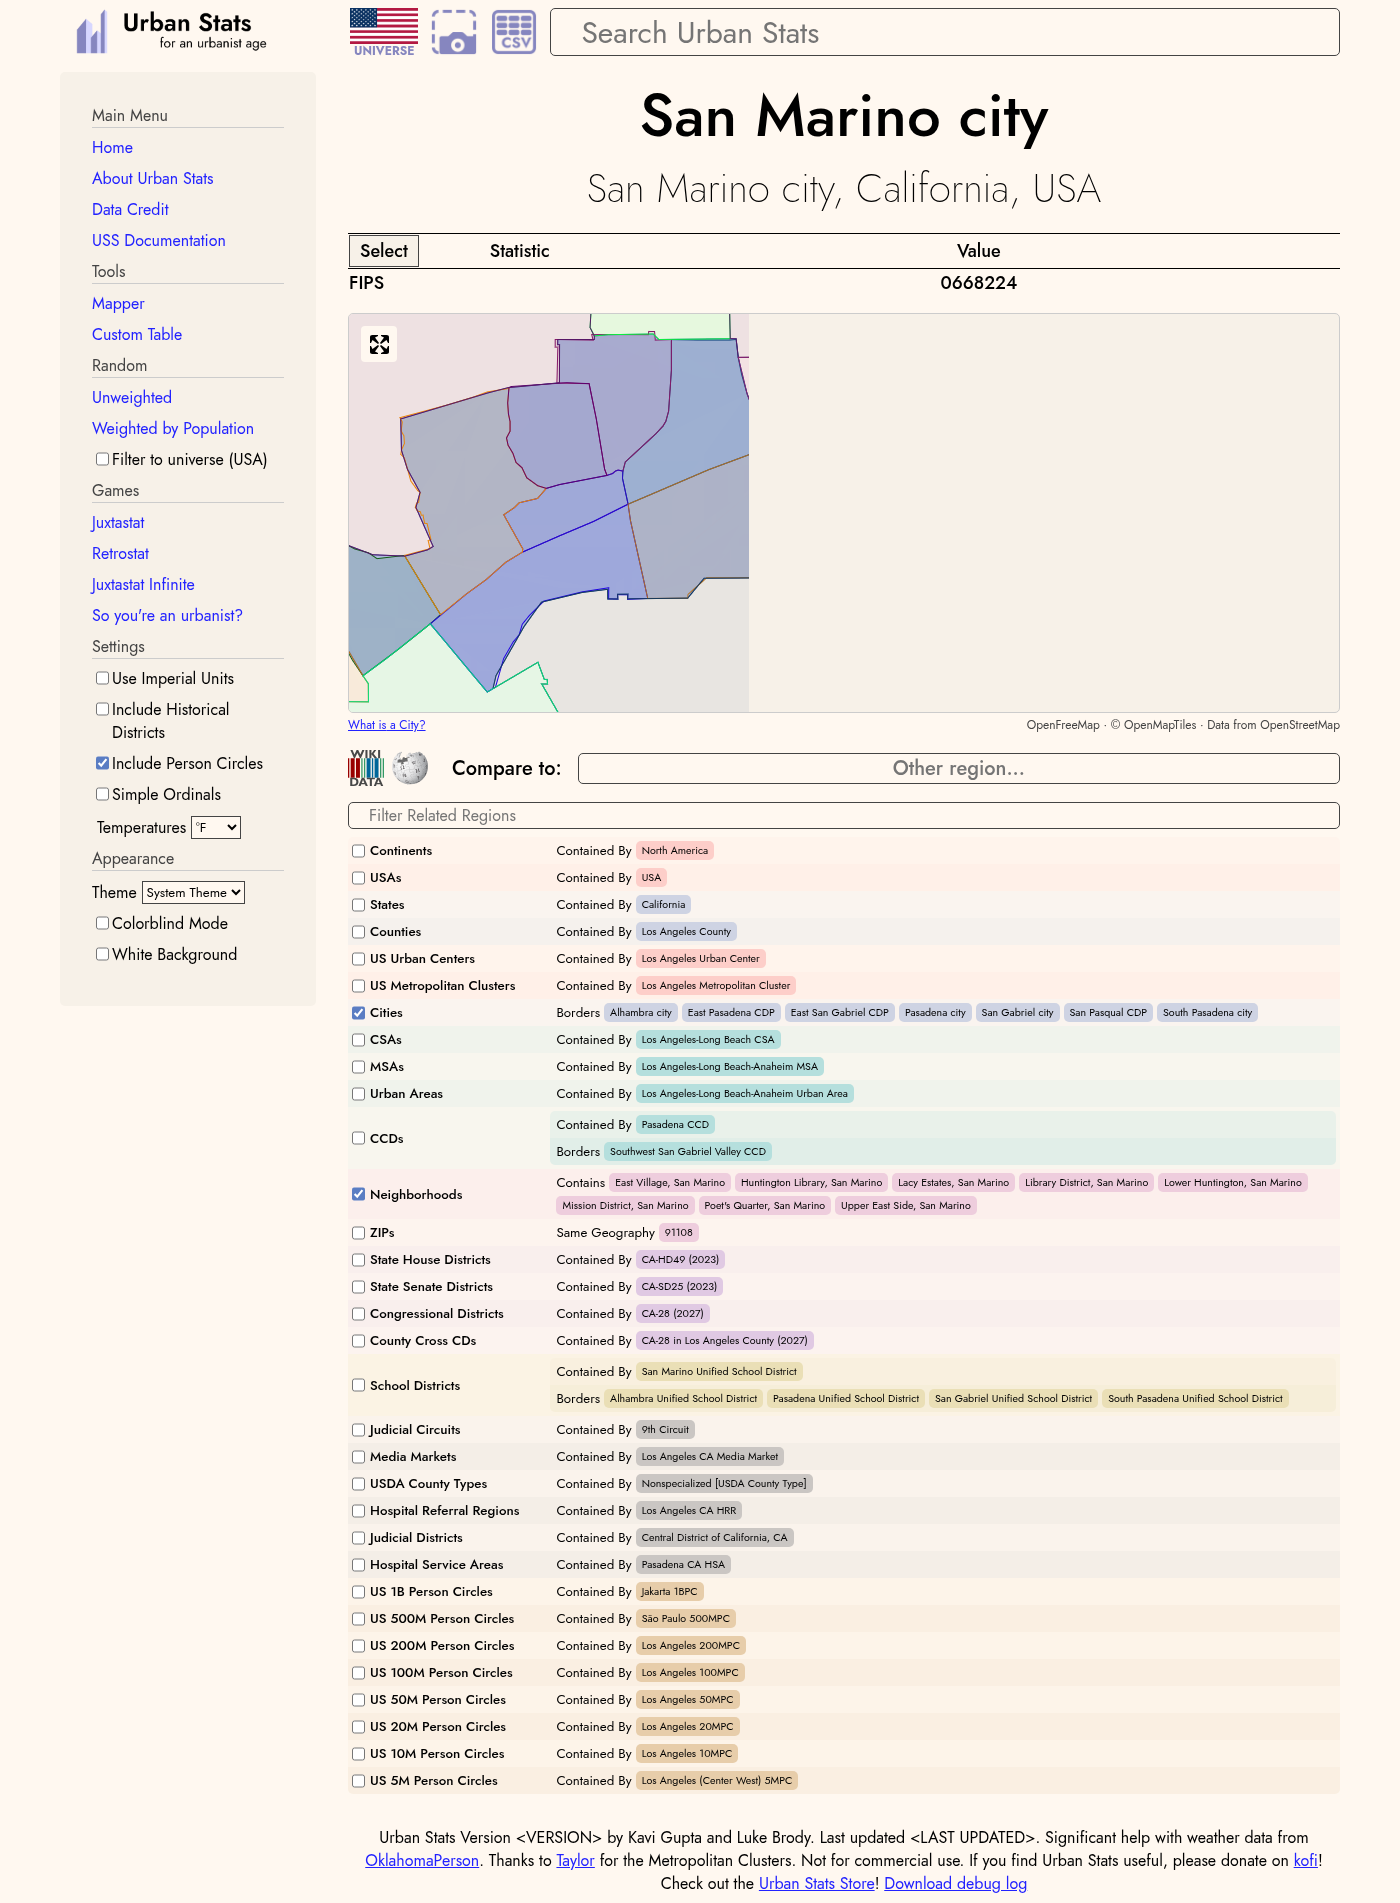 Urban Stats
for an urbanist age
UNIVERSE
CSV
Search Urban Stats
Main Menu
Home
About Urban Stats
Data Credit
USS Documentation
Tools
Mapper
Custom Table
Random
Unweighted
Weighted by Population
Filter to universe (USA)
Games
Juxtastat
Retrostat
Juxtastat Infinite
So you're an urbanist?
Settings
Use Imperial Units
Include Historical
Districts
Include Person Circles
Simple Ordinals
Temperatures °F
Appearance
Theme System Theme
Colorblind Mode
White Background
San Marino city
San Marino city, California, USA
Select Statistic Value
FIPS 0668224
What is a City? OpenFreeMap · © OpenMapTiles · Data from OpenStreetMap
WIKI
DATA
Compare to: Other region...
Filter Related Regions
Continents Contained By North America
USAs Contained By USA
States Contained By California
Counties Contained By Los Angeles County
US Urban Centers Contained By Los Angeles Urban Center
US Metropolitan Clusters Contained By Los Angeles Metropolitan Cluster
Cities Borders Alhambra city East Pasadena CDP East San Gabriel CDP Pasadena city San Gabriel city San Pasqual CDP South Pasadena city
CSAs Contained By Los Angeles-Long Beach CSA
MSAs Contained By Los Angeles-Long Beach-Anaheim MSA
Urban Areas Contained By Los Angeles-Long Beach-Anaheim Urban Area
CCDs Contained By Pasadena CCD
Borders Southwest San Gabriel Valley CCD
Neighborhoods Contains East Village, San Marino Huntington Library, San Marino Lacy Estates, San Marino Library District, San Marino Lower Huntington, San Marino
Mission District, San Marino Poet's Quarter, San Marino Upper East Side, San Marino
ZIPs Same Geography 91108
State House Districts Contained By CA-HD49 (2023)
State Senate Districts Contained By CA-SD25 (2023)
Congressional Districts Contained By CA-28 (2027)
County Cross CDs Contained By CA-28 in Los Angeles County (2027)
School Districts Contained By San Marino Unified School District
Borders Alhambra Unified School District Pasadena Unified School District San Gabriel Unified School District South Pasadena Unified School District
Judicial Circuits Contained By 9th Circuit
Media Markets Contained By Los Angeles CA Media Market
USDA County Types Contained By Nonspecialized [USDA County Type]
Hospital Referral Regions Contained By Los Angeles CA HRR
Judicial Districts Contained By Central District of California, CA
Hospital Service Areas Contained By Pasadena CA HSA
US 1B Person Circles Contained By Jakarta 1BPC
US 500M Person Circles Contained By São Paulo 500MPC
US 200M Person Circles Contained By Los Angeles 200MPC
US 100M Person Circles Contained By Los Angeles 100MPC
US 50M Person Circles Contained By Los Angeles 50MPC
US 20M Person Circles Contained By Los Angeles 20MPC
US 10M Person Circles Contained By Los Angeles 10MPC
US 5M Person Circles Contained By Los Angeles (Center West) 5MPC
Urban Stats Version <VERSION> by Kavi Gupta and Luke Brody. Last updated <LAST UPDATED>. Significant help with weather data from
OklahomaPerson. Thanks to Taylor for the Metropolitan Clusters. Not for commercial use. If you find Urban Stats useful, please donate on kofi!
Check out the Urban Stats Store! Download debug log